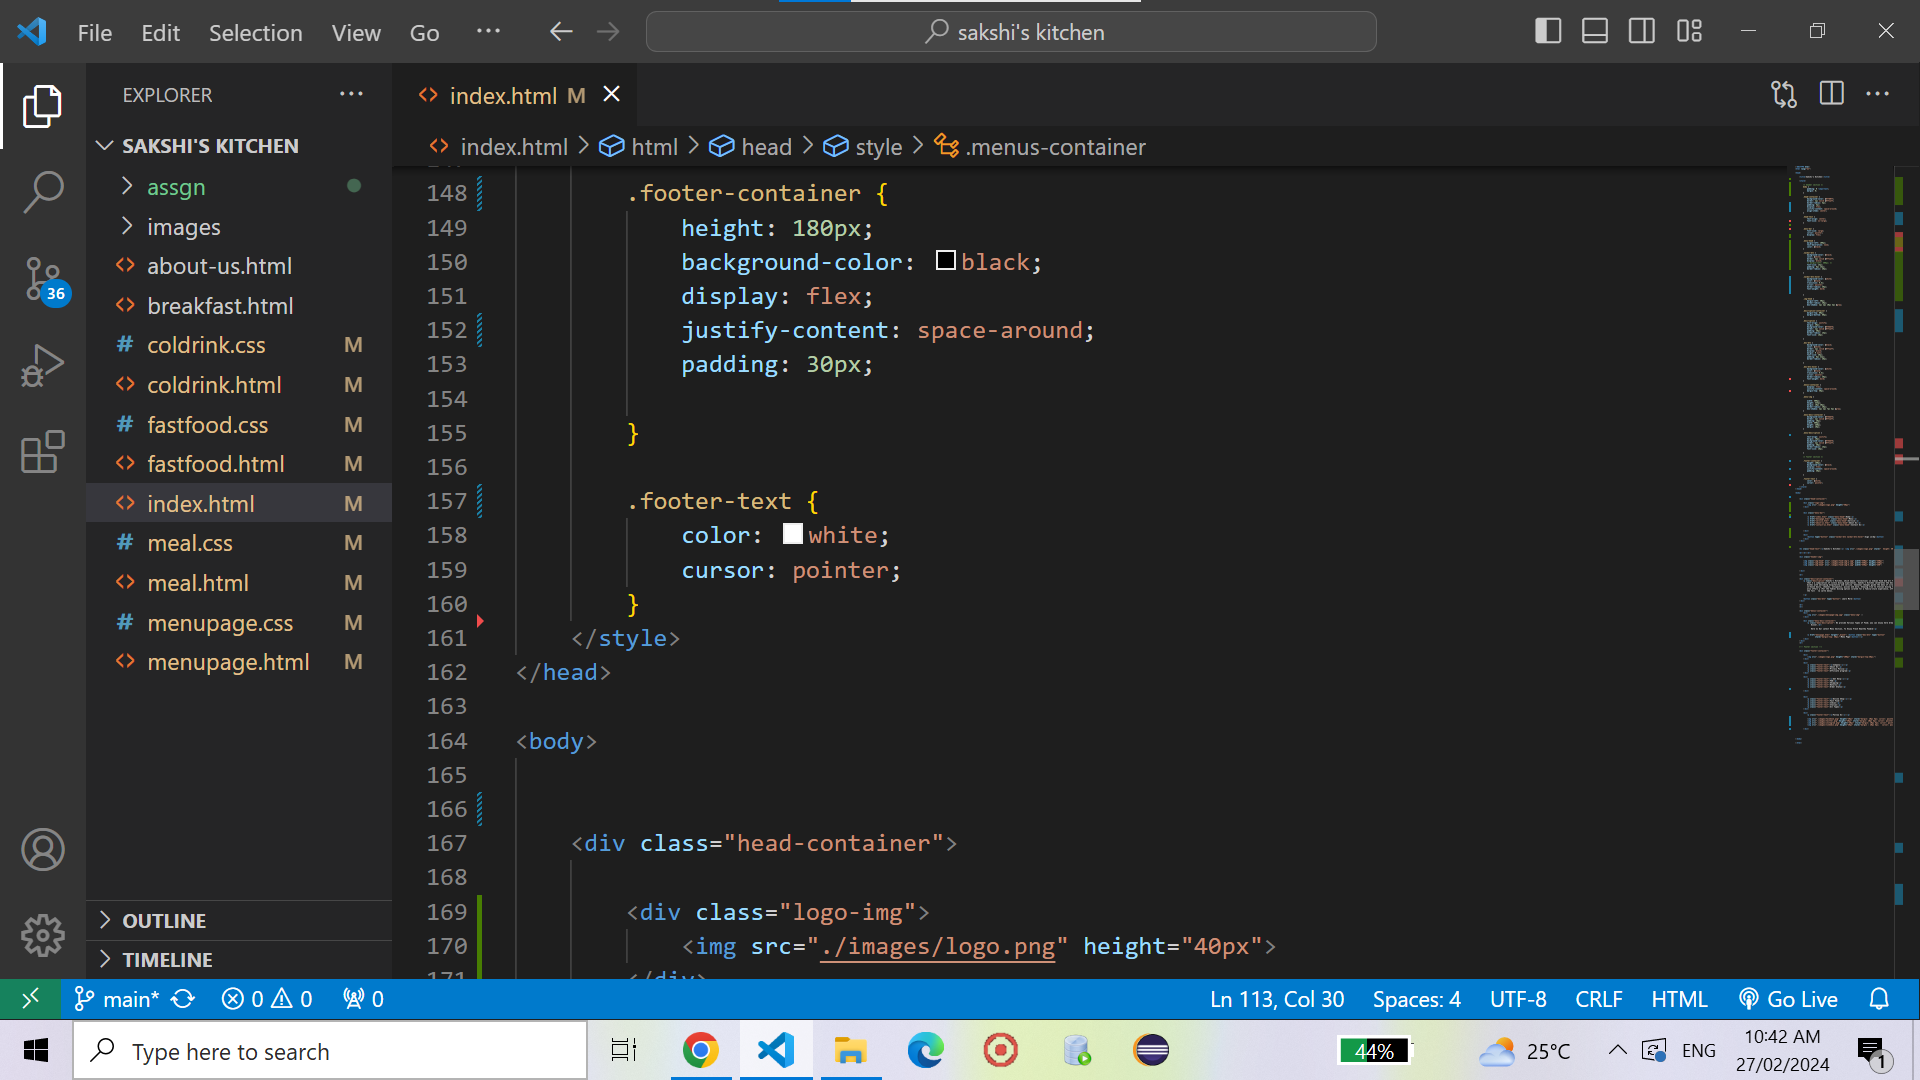 File Edit Selection View Go ··· sakshi's kitchen
EXPLORER ···
SAKSHI'S KITCHEN
assgn
images
about-us.html
breakfast.html
coldrink.css M
coldrink.html M
fastfood.css M
fastfood.html M
index.html M
meal.css M
meal.html M
menupage.css M
menupage.html M
OUTLINE
TIMELINE
36
index.html M
index.html > html > head > style > .menus-container
148 .footer-container {
149 height: 180px;
150 background-color: black;
151 display: flex;
152 justify-content: space-around;
153 padding: 30px;
154
155 }
156
157 .footer-text {
158 color: white;
159 cursor: pointer;
160 }
161 </style>
162 </head>
163
164 <body>
165
166
167 <div class="head-container">
168
169 <div class="logo-img">
170 <img src="./images/logo.png" height="40px">
171 </div>
main* 0 0 0 Ln 113, Col 30 Spaces: 4 UTF-8 CRLF HTML Go Live
Type here to search 44% 25°C ENG 10:42 AM
27/02/2024 1